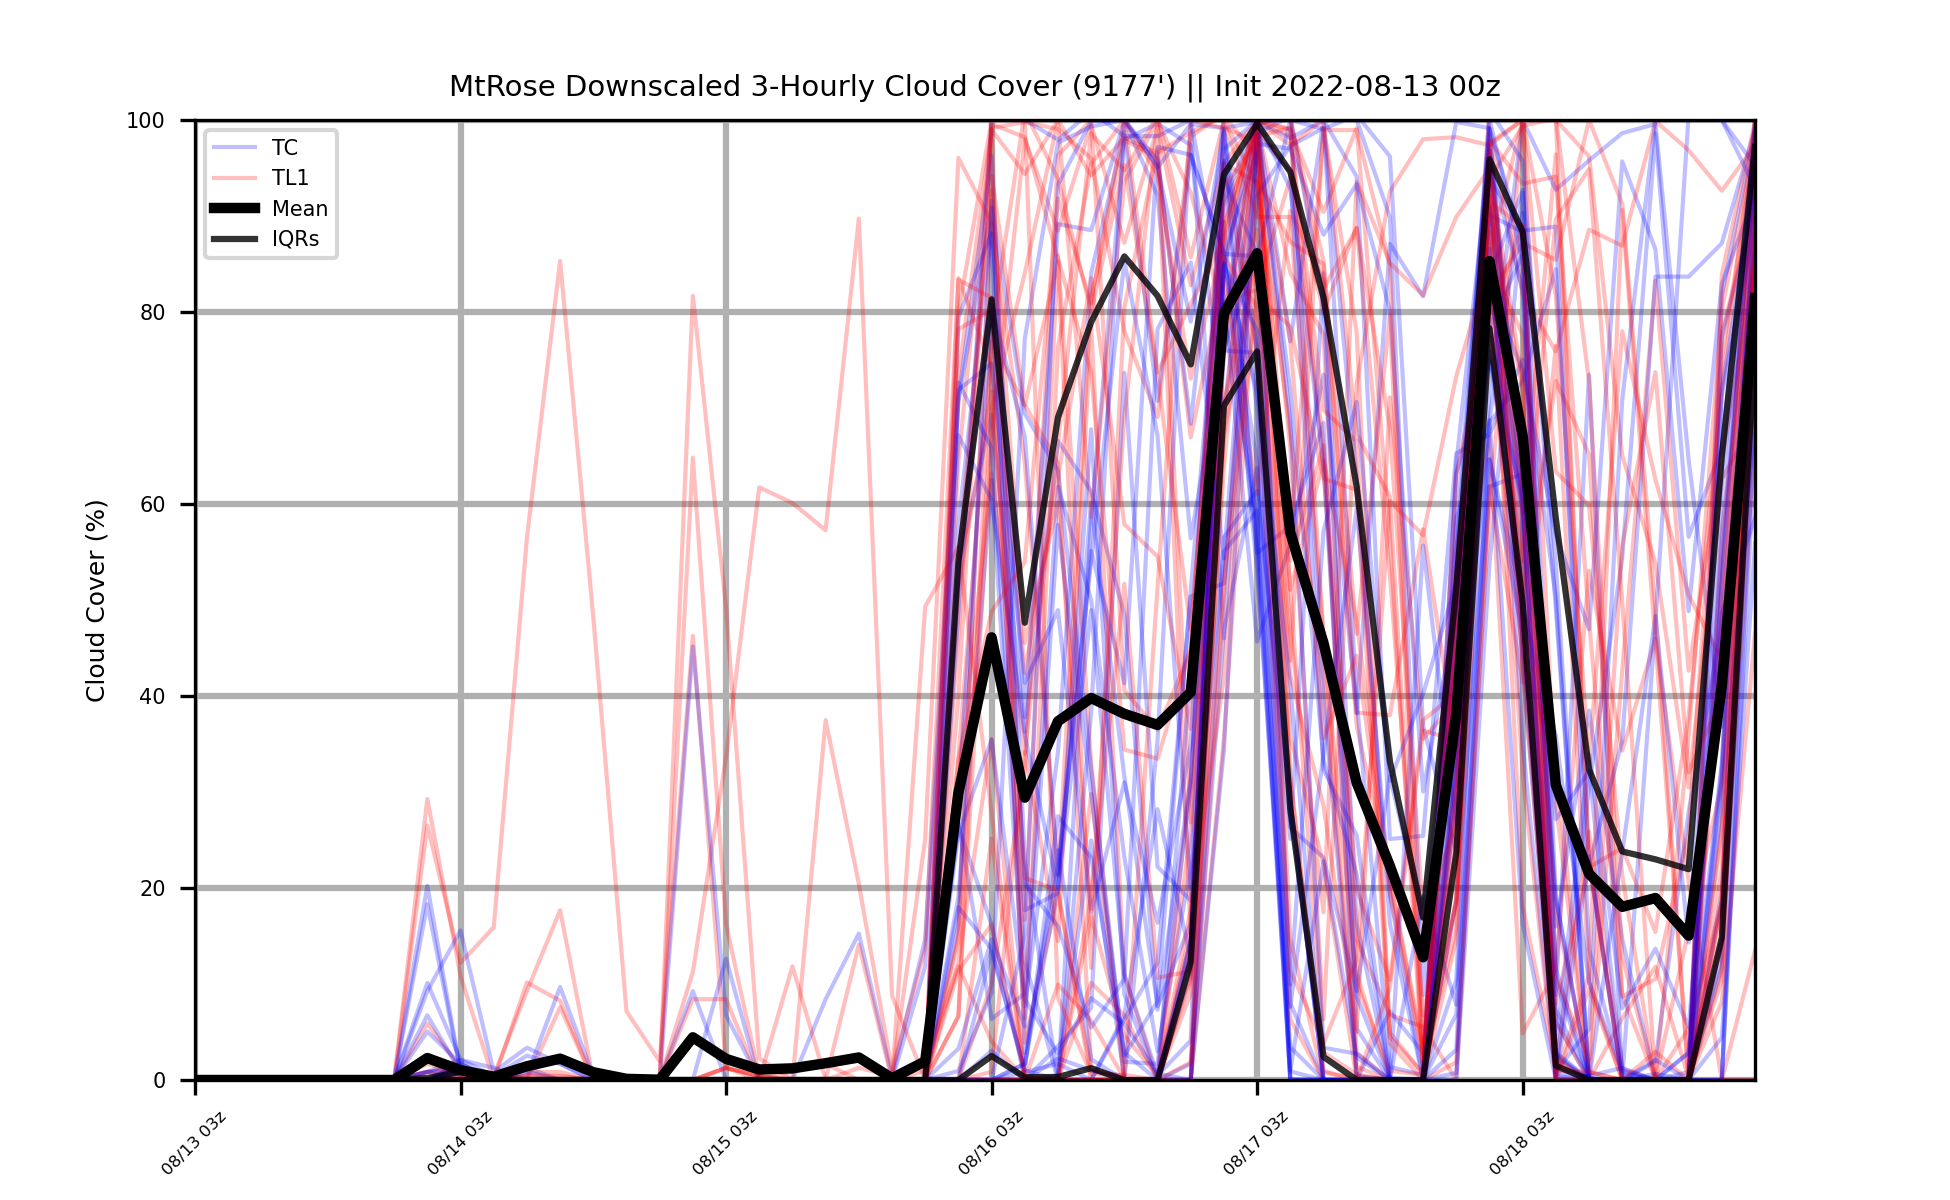 MtRose Downscaled 3-Hourly Cloud Cover (9177') || Init 2022-08-13 00z
100
80
60
40
20
0
Cloud Cover (%)
TC
TL1
Mean
IQRs
08/13 03z
08/14 03z
08/15 03z
08/16 03z
08/17 03z
08/18 03z